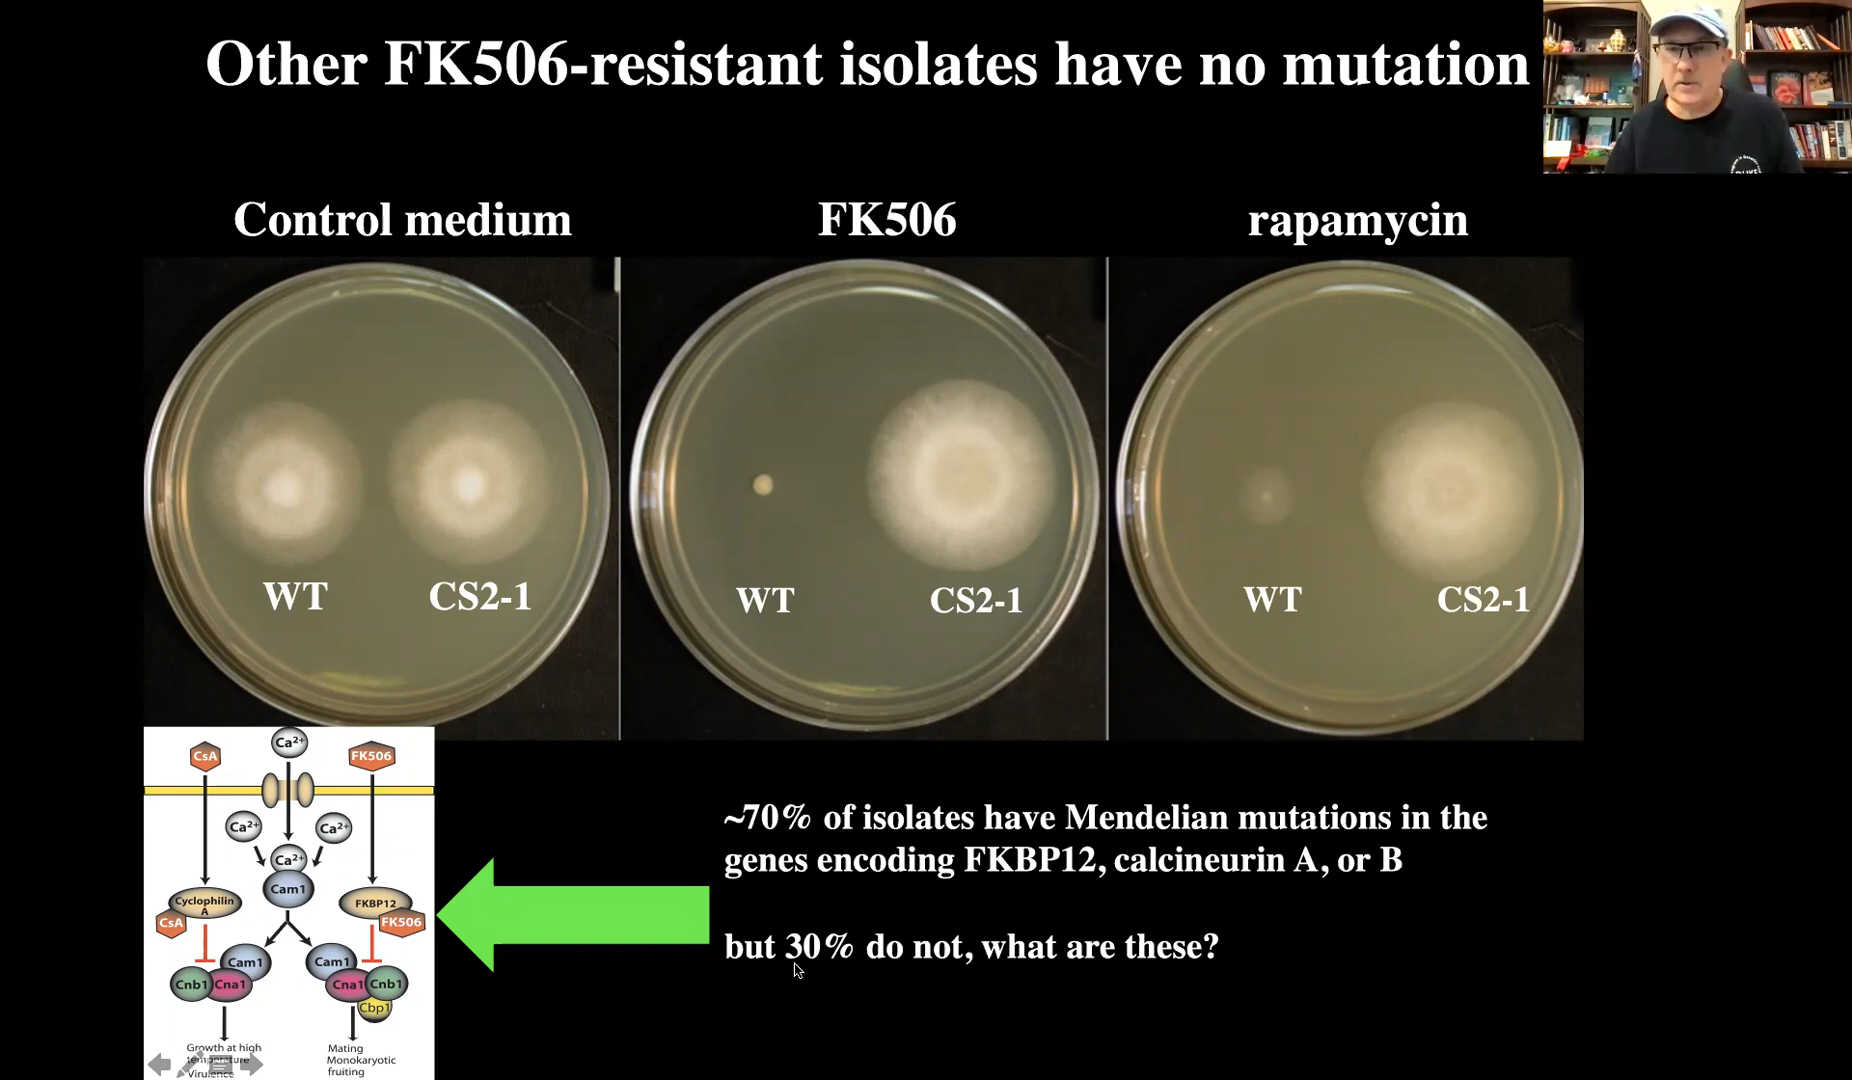 Other FK506-resistant isolates have no mutation
Control medium
FK506
rapamycin
WT
CS2-1
WT
CS2-1
WT
CS2-1
~70% of isolates have Mendelian mutations in the
genes encoding FKBP12, calcineurin A, or B
but 30% do not, what are these?
CsA
Ca²⁺
FK506
Ca²⁺
Ca²⁺
Ca²⁺
Cam1
Cyclophilin
A
CsA
FKBP12
FK506
Cam1
Cnb1
Cna1
Cam1
Cna1
Cnb1
Cbp1
Growth at high
temperature
Virulence
Mating
Monokaryotic
fruiting